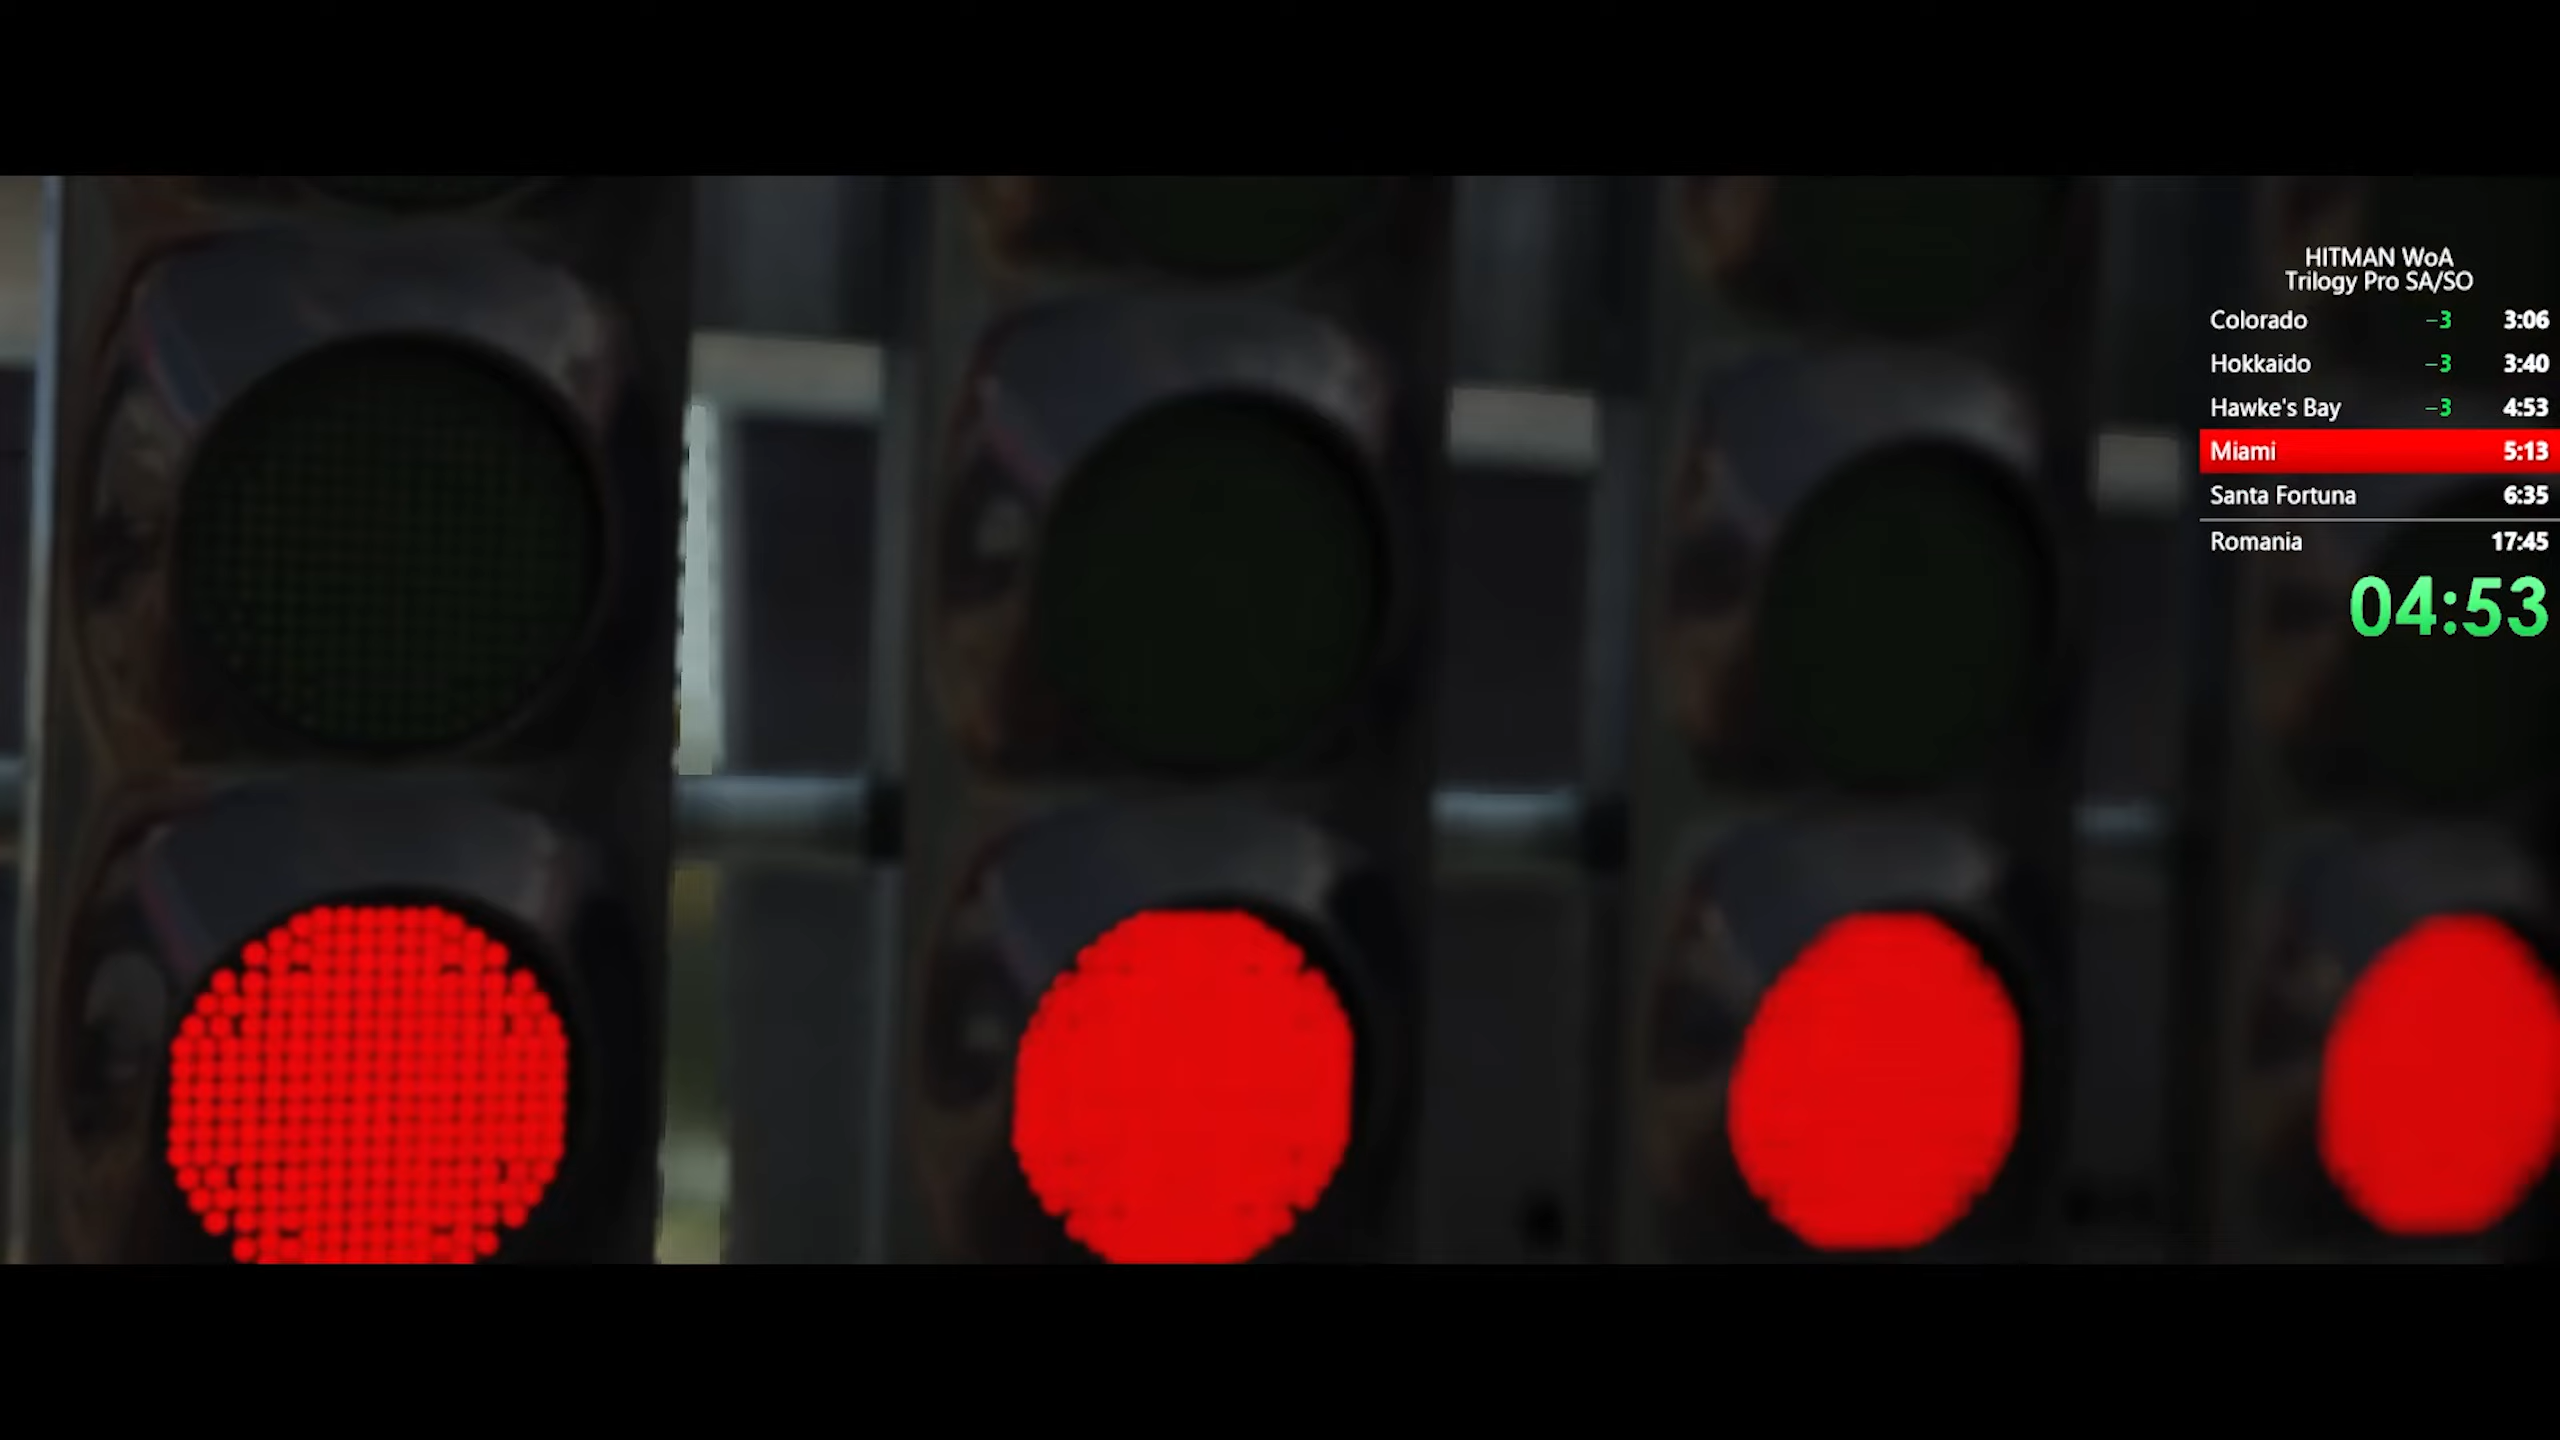 HITMAN WoA
Trilogy Pro SA/SO
Colorado −3 3:06
Hokkaido −3 3:40
Hawke's Bay −3 4:53
Miami 5:13
Santa Fortuna 6:35
Romania 17:45
04:53